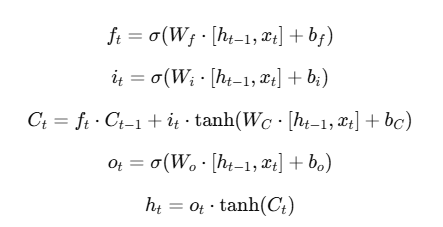 f_t = σ(W_f · [h_{t−1}, x_t] + b_f)
i_t = σ(W_i · [h_{t−1}, x_t] + b_i)
C_t = f_t · C_{t−1} + i_t · tanh(W_C · [h_{t−1}, x_t] + b_C)
o_t = σ(W_o · [h_{t−1}, x_t] + b_o)
h_t = o_t · tanh(C_t)